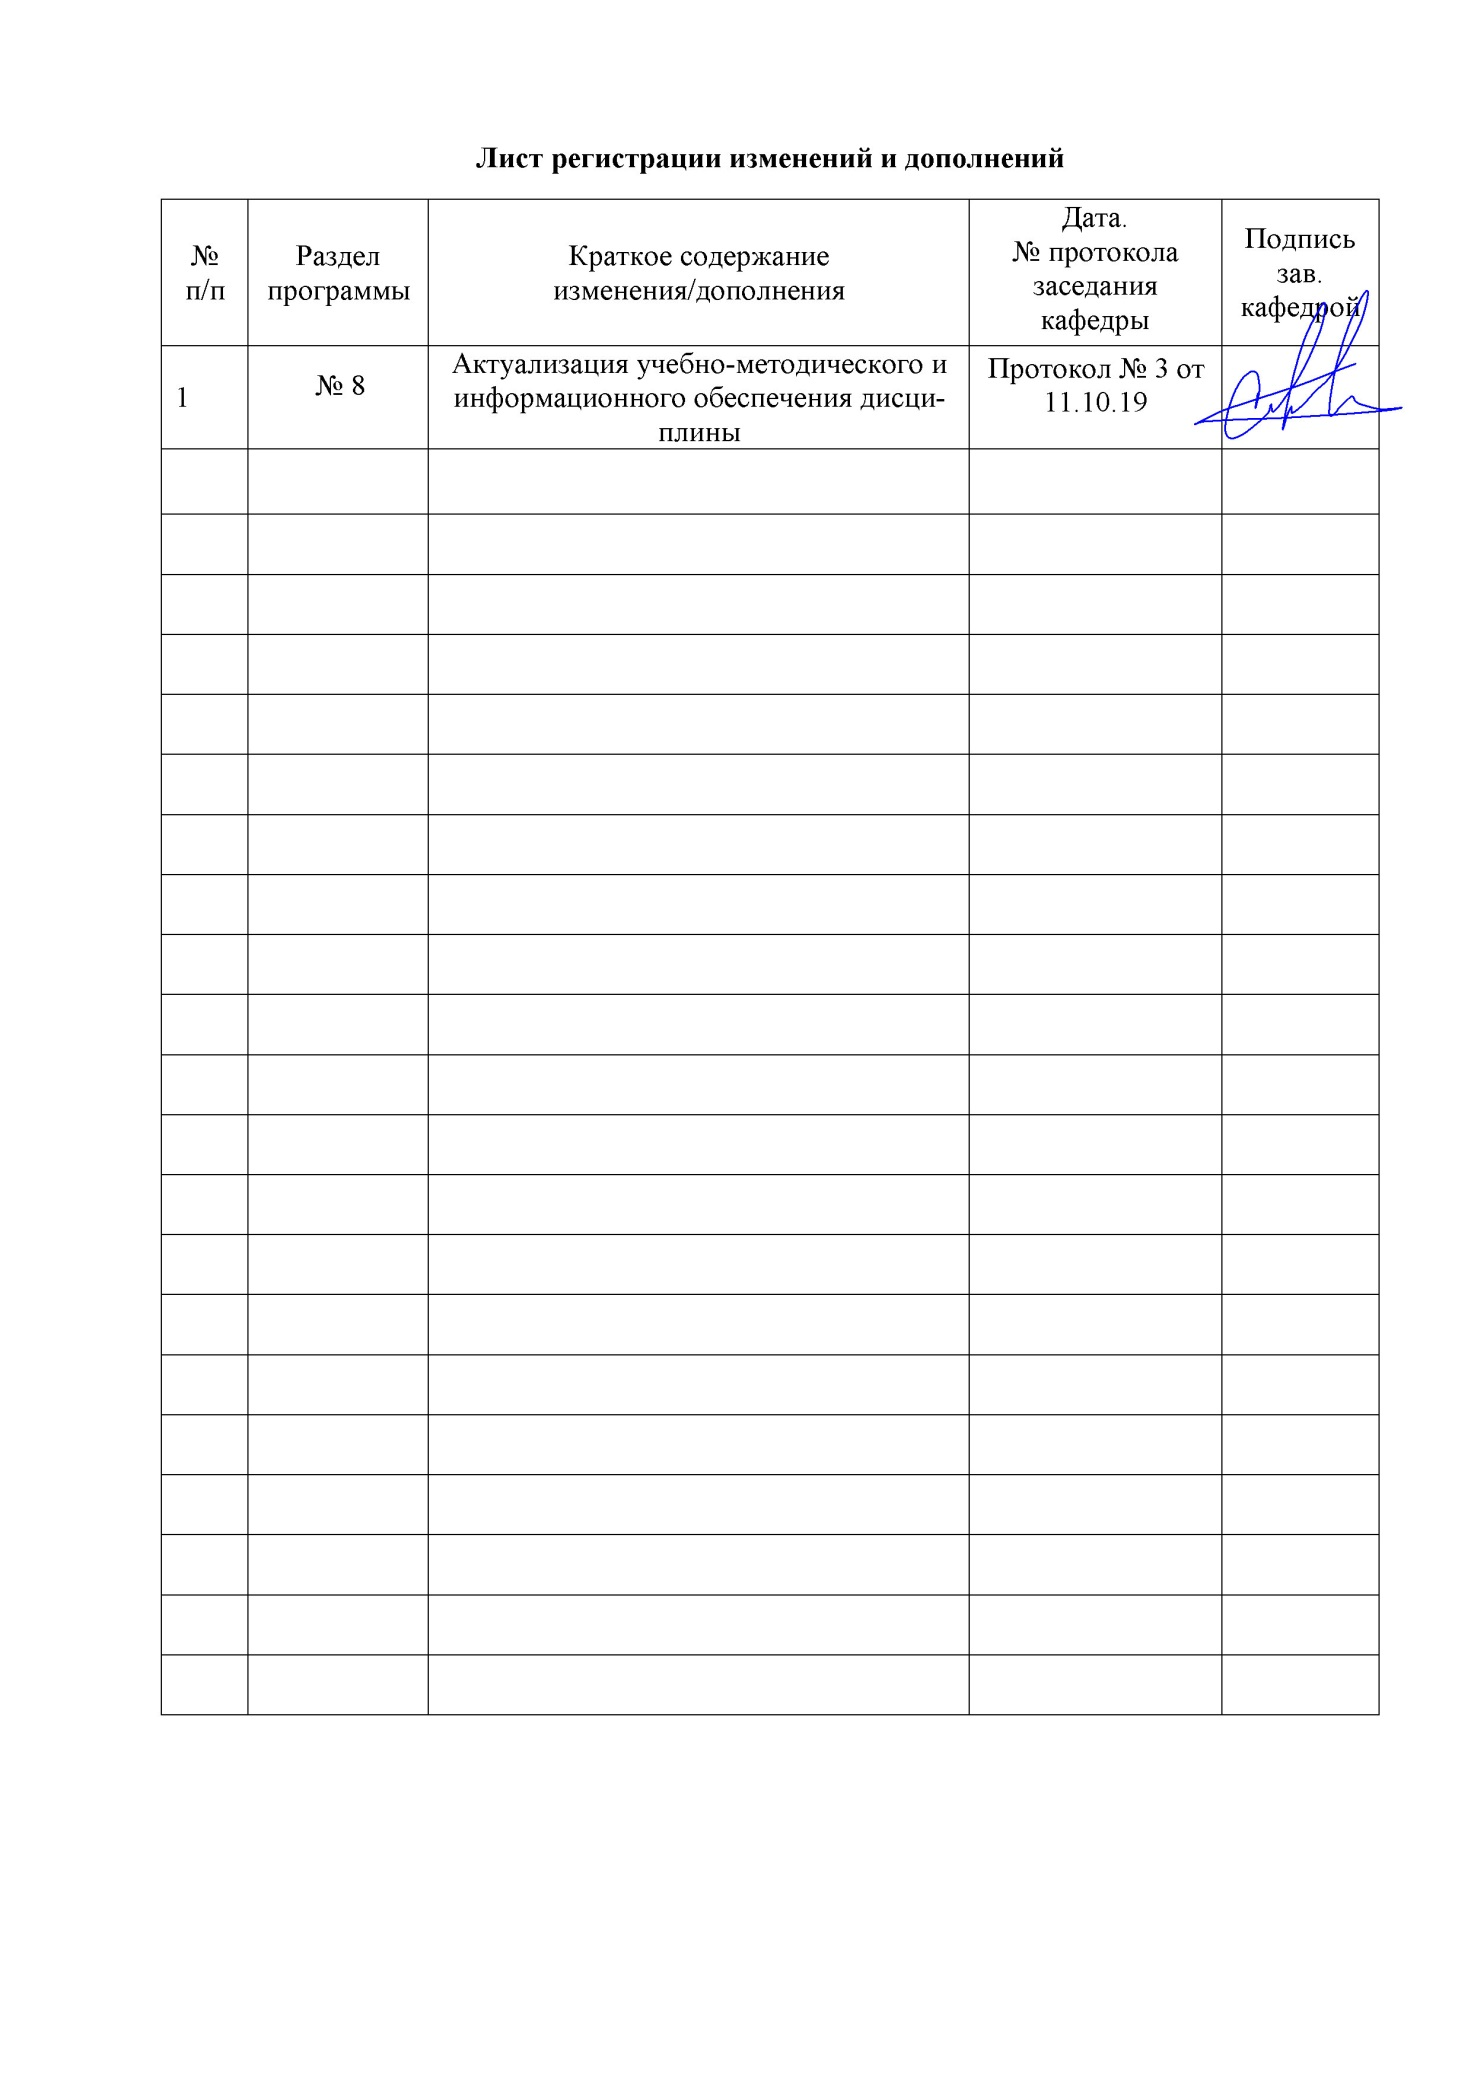 Лист регистрации изменений и дополнений
№
п/п
Раздел
программы
Краткое содержание
изменения/дополнения
Дата.
№ протокола
заседания
кафедры
Подпись
зав.
кафедрой
1
№ 8
Актуализация учебно-методического и
информационного обеспечения дисци-
плины
Протокол № 3 от
11.10.19